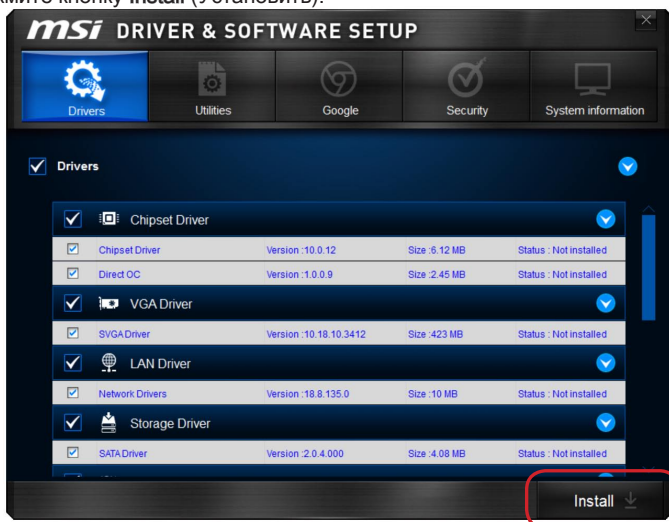 кнопку Install (Установить).
msi DRIVER & SOFTWARE SETUP
Drivers Utilities Google Security System information
Drivers
Chipset Driver
Chipset Driver Version :10.0.12 Size :6.12 MB Status : Not installed
Direct OC Version :1.0.0.9 Size :2.45 MB Status : Not installed
VGA Driver
SVGA Driver Version :10.18.10.3412 Size :423 MB Status : Not installed
LAN Driver
Network Drivers Version :18.8.135.0 Size :10 MB Status : Not installed
Storage Driver
SATA Driver Version :2.0.4.000 Size :4.08 MB Status : Not installed
Install